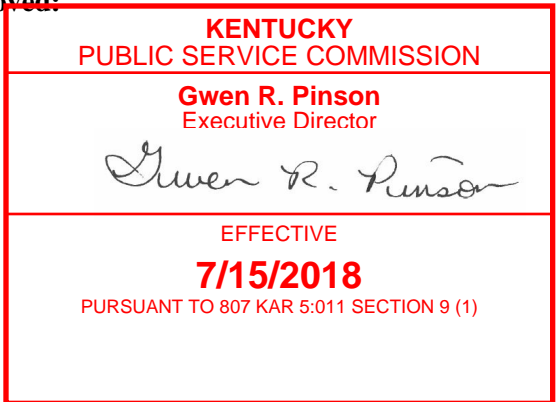 KENTUCKY
PUBLIC SERVICE COMMISSION
Gwen R. Pinson
Executive Director
Gwen R. Pinson
EFFECTIVE
7/15/2018
PURSUANT TO 807 KAR 5:011 SECTION 9 (1)